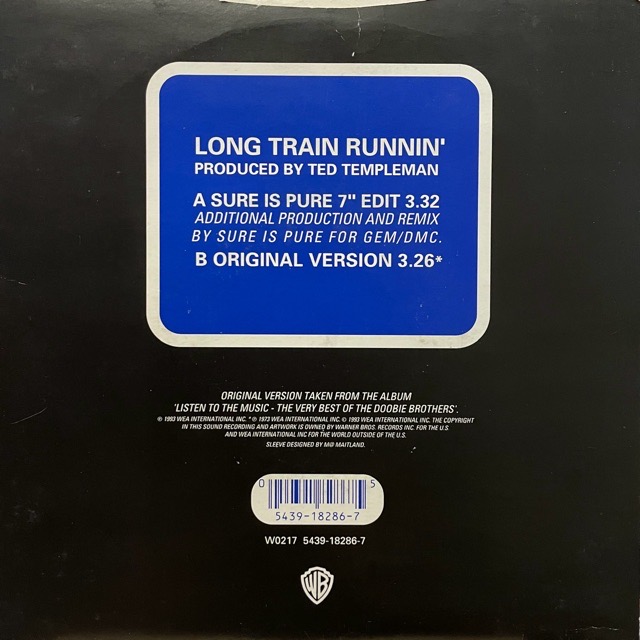 LONG TRAIN RUNNIN'
PRODUCED BY TED TEMPLEMAN
A SURE IS PURE 7" EDIT 3.32
ADDITIONAL PRODUCTION AND REMIX
BY SURE IS PURE FOR GEM/DMC.
B ORIGINAL VERSION 3.26*
ORIGINAL VERSION TAKEN FROM THE ALBUM
'LISTEN TO THE MUSIC - THE VERY BEST OF THE DOOBIE BROTHERS'.
℗ 1993 WEA INTERNATIONAL INC. * ℗ 1973 WEA INTERNATIONAL INC. © 1993 WEA INTERNATIONAL INC. THE COPYRIGHT
IN THIS SOUND RECORDING AND ARTWORK IS OWNED BY WARNER BROS. RECORDS INC. FOR THE U.S
AND WEA INTERNATIONAL INC FOR THE WORLD OUTSIDE OF THE U.S.
SLEEVE DESIGNED BY MØ MAITLAND.
0 5
5439-18286-7
W0217 5439-18286-7
WB